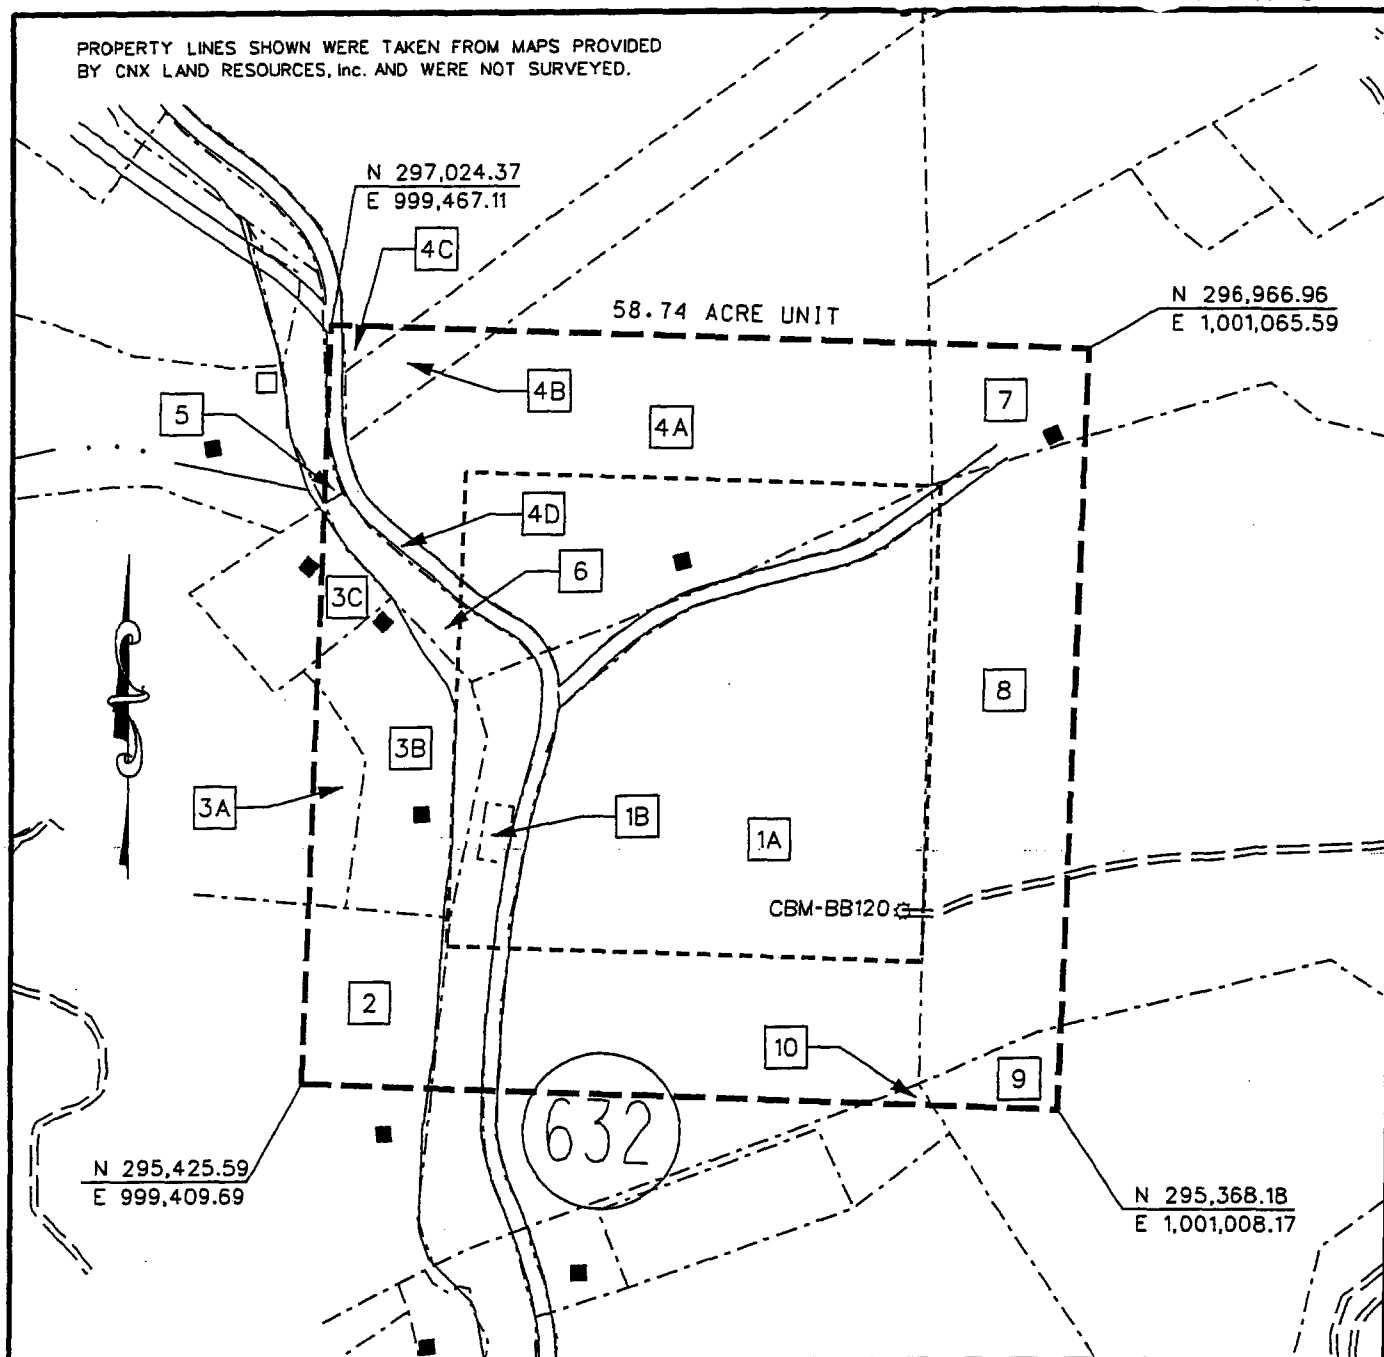 PROPERTY LINES SHOWN WERE TAKEN FROM MAPS PROVIDED
BY CNX LAND RESOURCES, Inc. AND WERE NOT SURVEYED.
N 297,024.37
E 999,467.11
4C
58.74 ACRE UNIT
N 296,966.96
E 1,001,065.59
4B
7
5
4A
4D
6
3C
8
3B
3A
1B
1A
CBM-BB120
2
10
9
632
N 295,425.59
E 999,409.69
N 295,368.18
E 1,001,008.17